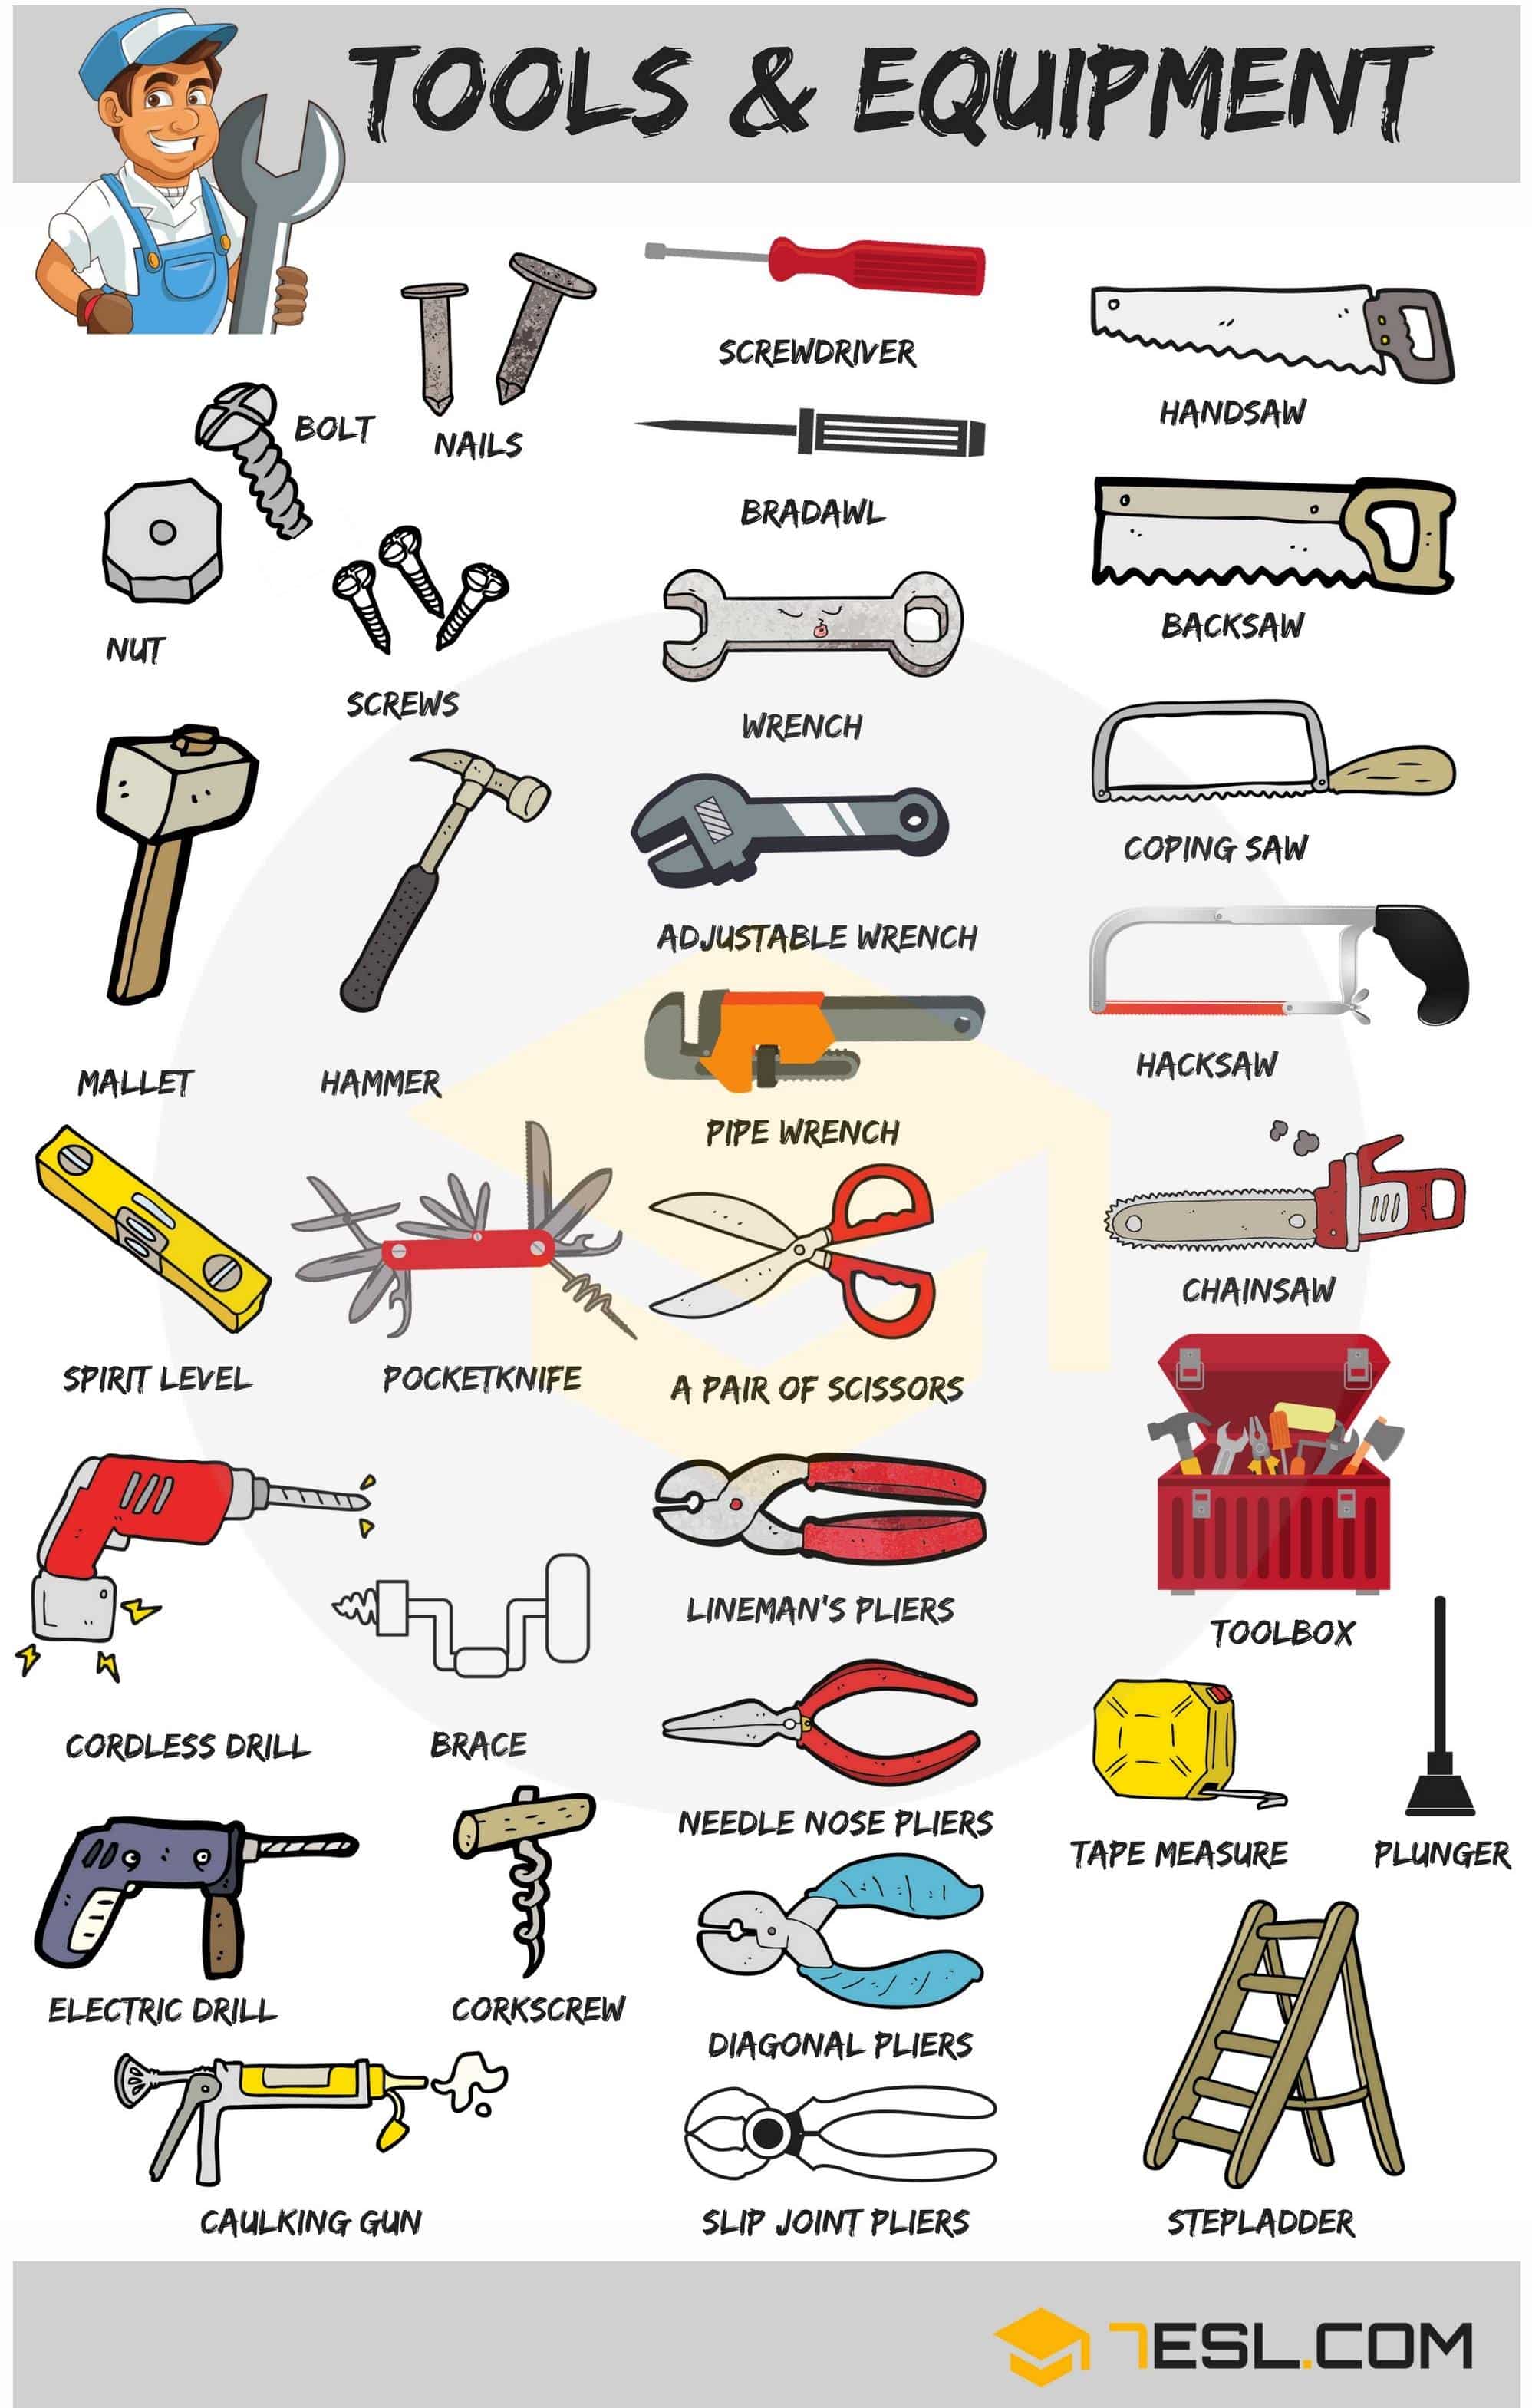 TOOLS & EQUIPMENT
SCREWDRIVER
HANDSAW
BOLT
NAILS
BRADAWL
BACKSAW
NUT
SCREWS
WRENCH
COPING SAW
ADJUSTABLE WRENCH
HACKSAW
MALLET
HAMMER
PIPE WRENCH
CHAINSAW
SPIRIT LEVEL
POCKETKNIFE
A PAIR OF SCISSORS
LINEMAN'S PLIERS
TOOLBOX
CORDLESS DRILL
BRACE
NEEDLE NOSE PLIERS
TAPE MEASURE
PLUNGER
ELECTRIC DRILL
CORKSCREW
DIAGONAL PLIERS
CAULKING GUN
SLIP JOINT PLIERS
STEPLADDER
7ESL.COM